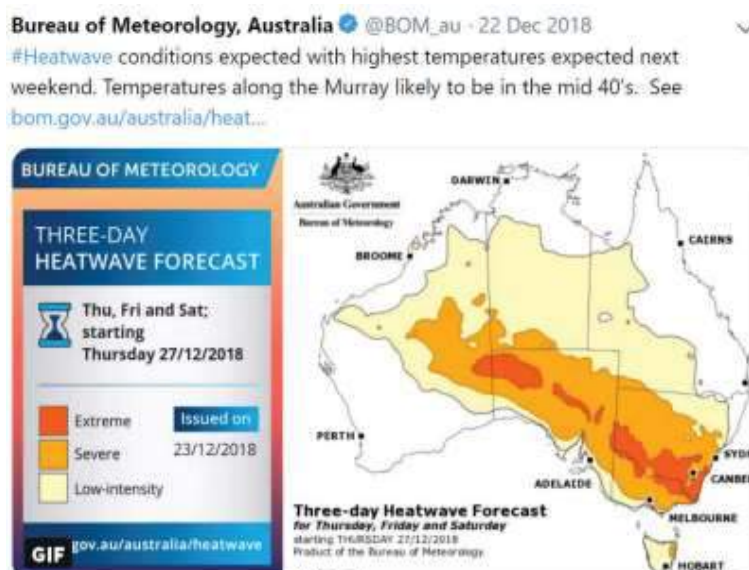 Bureau of Meteorology, Australia @BOM_au · 22 Dec 2018
#Heatwave conditions expected with highest temperatures expected next
weekend. Temperatures along the Murray likely to be in the mid 40's. See
bom.gov.au/australia/heat...
BUREAU OF METEOROLOGY
THREE-DAY
HEATWAVE FORECAST
Thu, Fri and Sat;
starting
Thursday 27/12/2018
Extreme
Severe
Low-intensity
Issued on
23/12/2018
GIF
gov.au/australia/heatwave
Australian Government
Bureau of Meteorology
DARWIN
BROOME
CAIRNS
PERTH
ADELAIDE
SYD
CANBE
MELBOURNE
HOBART
Three-day Heatwave Forecast
for Thursday, Friday and Saturday
starting THURSDAY 27/12/2018
Product of the Bureau of Meteorology